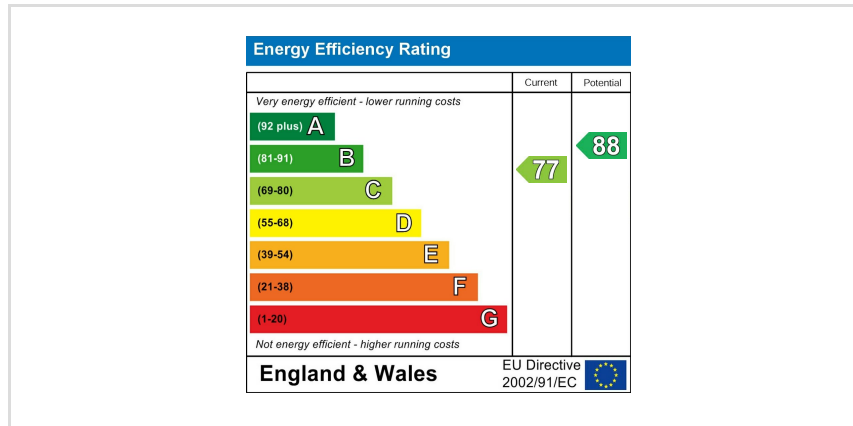 Energy Efficiency Rating
Current Potential
Very energy efficient - lower running costs
(92 plus) A
(81-91) B
(69-80) C
(55-68) D
(39-54) E
(21-38) F
(1-20) G
77
88
Not energy efficient - higher running costs
England & Wales
EU Directive
2002/91/EC